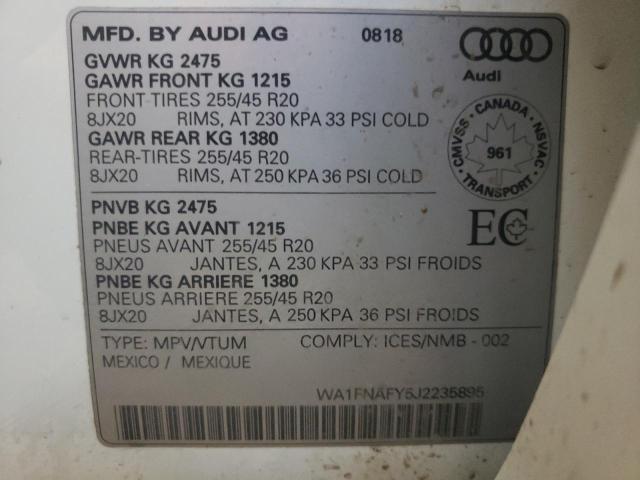 MFD. BY AUDI AG 0818
Audi
GVWR KG 2475
GAWR FRONT KG 1215
FRONT-TIRES 255/45 R20
8JX20 RIMS, AT 230 KPA 33 PSI COLD
GAWR REAR KG 1380
REAR-TIRES 255/45 R20
8JX20 RIMS, AT 250 KPA 36 PSI COLD
CMVSS · CANADA · NSVAC · TRANSPORT ·
961
PNVB KG 2475
PNBE KG AVANT 1215
PNEUS AVANT 255/45 R20
8JX20 JANTES, A 230 KPA 33 PSI FROIDS
PNBE KG ARRIERE 1380
PNEUS ARRIERE 255/45 R20
8JX20 JANTES, A 250 KPA 36 PSI FROIDS
EC
TYPE: MPV/VTUM COMPLY: ICES/NMB - 002
MEXICO / MEXIQUE
WA1FNAFY5J2235895